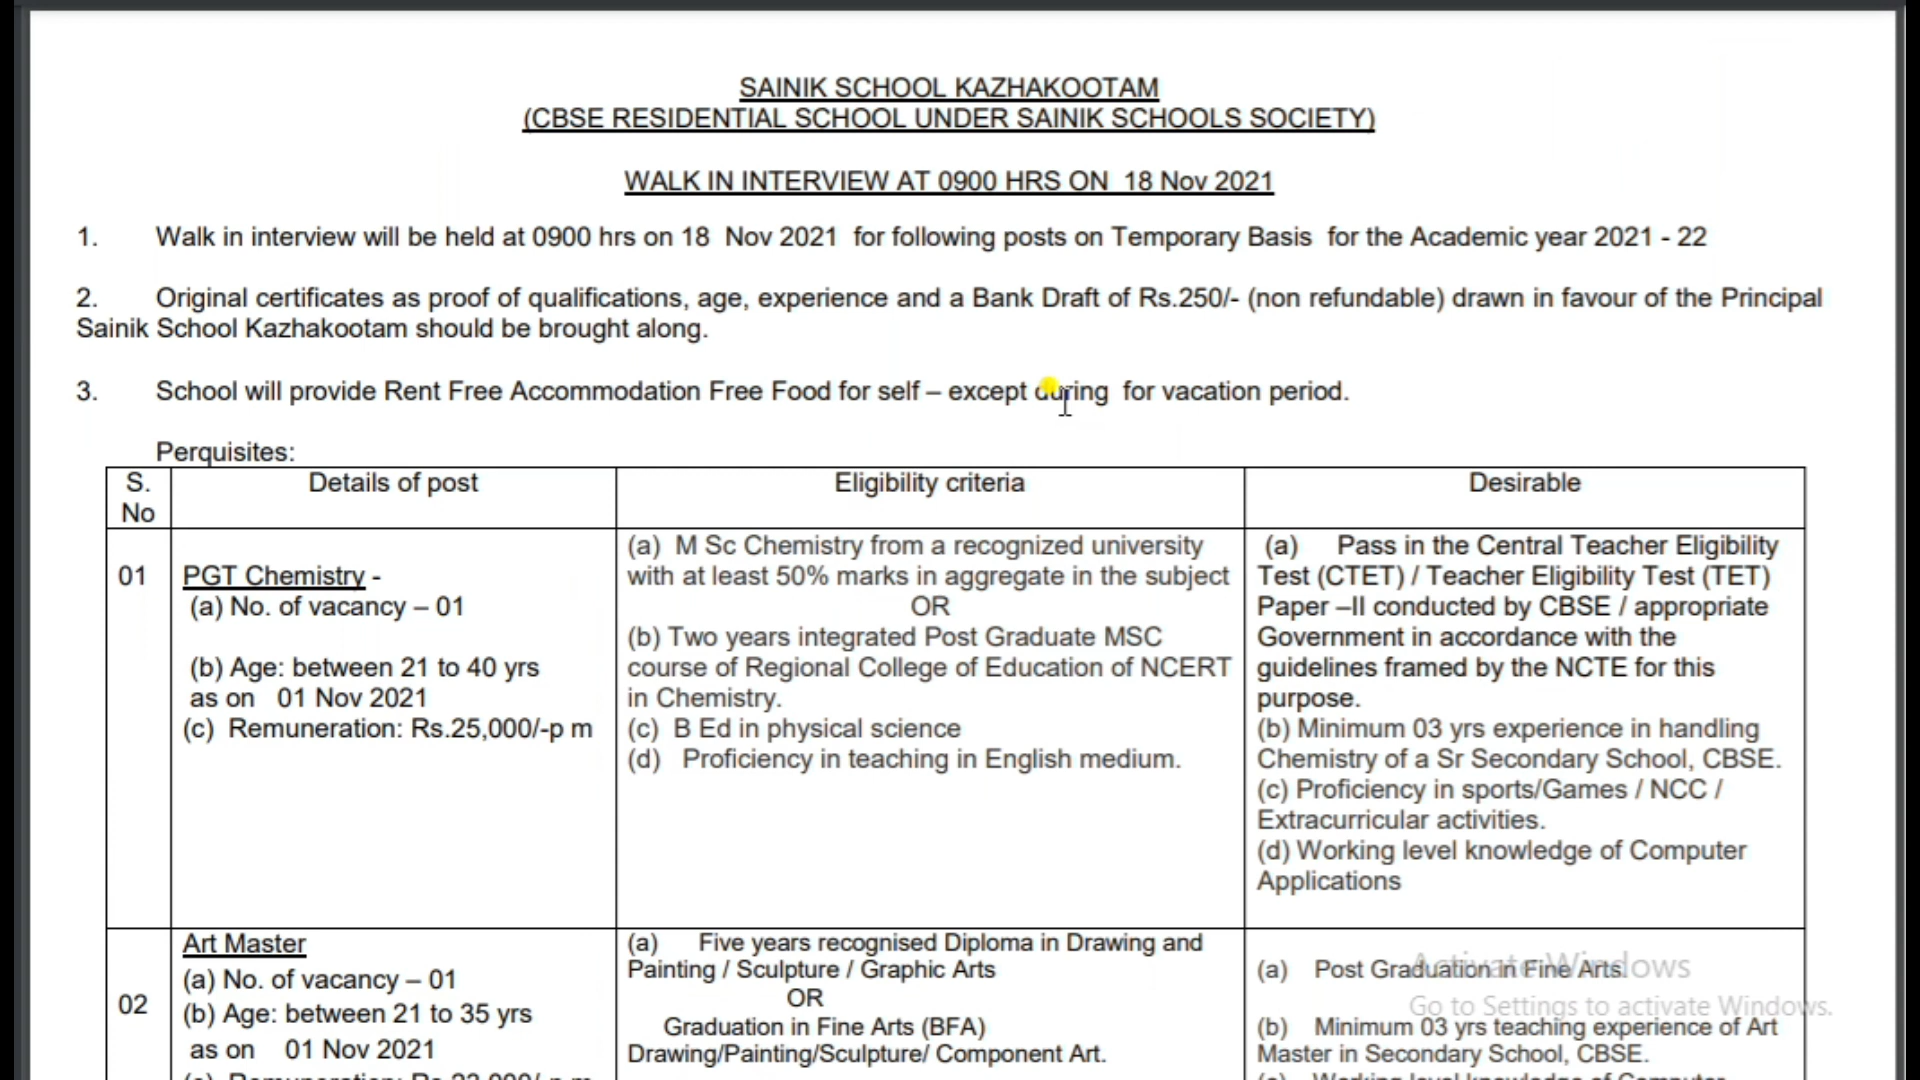 SAINIK SCHOOL KAZHAKOOTAM
(CBSE RESIDENTIAL SCHOOL UNDER SAINIK SCHOOLS SOCIETY)
WALK IN INTERVIEW AT 0900 HRS ON 18 Nov 2021
1. Walk in interview will be held at 0900 hrs on 18 Nov 2021 for following posts on Temporary Basis for the Academic year 2021 - 22
2. Original certificates as proof of qualifications, age, experience and a Bank Draft of Rs.250/- (non refundable) drawn in favour of the Principal
Sainik School Kazhakootam should be brought along.
3. School will provide Rent Free Accommodation Free Food for self – except during for vacation period.
Perquisites:
S.
No
Details of post
Eligibility criteria
Desirable
01
PGT Chemistry -
(a) No. of vacancy – 01
(b) Age: between 21 to 40 yrs
as on 01 Nov 2021
(c) Remuneration: Rs.25,000/-p m
(a) M Sc Chemistry from a recognized university
with at least 50% marks in aggregate in the subject
OR
(b) Two years integrated Post Graduate MSC
course of Regional College of Education of NCERT
in Chemistry.
(c) B Ed in physical science
(d) Proficiency in teaching in English medium.
(a) Pass in the Central Teacher Eligibility
Test (CTET) / Teacher Eligibility Test (TET)
Paper –II conducted by CBSE / appropriate
Government in accordance with the
guidelines framed by the NCTE for this
purpose.
(b) Minimum 03 yrs experience in handling
Chemistry of a Sr Secondary School, CBSE.
(c) Proficiency in sports/Games / NCC /
Extracurricular activities.
(d) Working level knowledge of Computer
Applications
02
Art Master
(a) No. of vacancy – 01
(b) Age: between 21 to 35 yrs
as on 01 Nov 2021
(a) Five years recognised Diploma in Drawing and
Painting / Sculpture / Graphic Arts
OR
Graduation in Fine Arts (BFA)
Drawing/Painting/Sculpture/ Component Art.
(a) Post Graduation in Fine Arts.
(b) Minimum 03 yrs teaching experience of Art
Master in Secondary School, CBSE.
Activate Windows
Go to Settings to activate Windows.